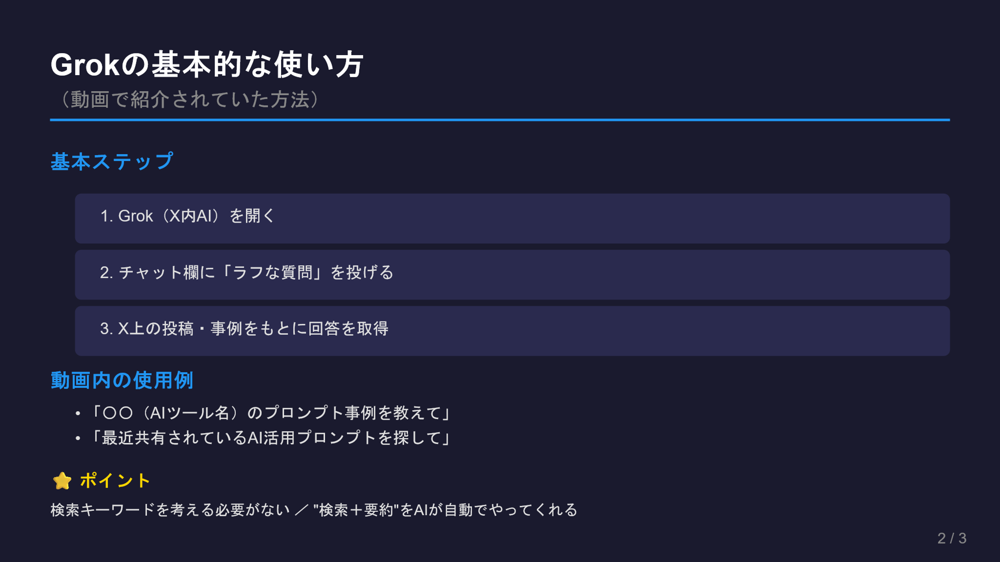 Grokの基本的な使い方
（動画で紹介されていた方法）
基本ステップ
1. Grok（X内AI）を開く
2. チャット欄に「ラフな質問」を投げる
3. X上の投稿・事例をもとに回答を取得
動画内の使用例
• 「〇〇（AIツール名）のプロンプト事例を教えて」
• 「最近共有されているAI活用プロンプトを探して」
⭐ ポイント
検索キーワードを考える必要がない ／ "検索＋要約"をAIが自動でやってくれる
2 / 3